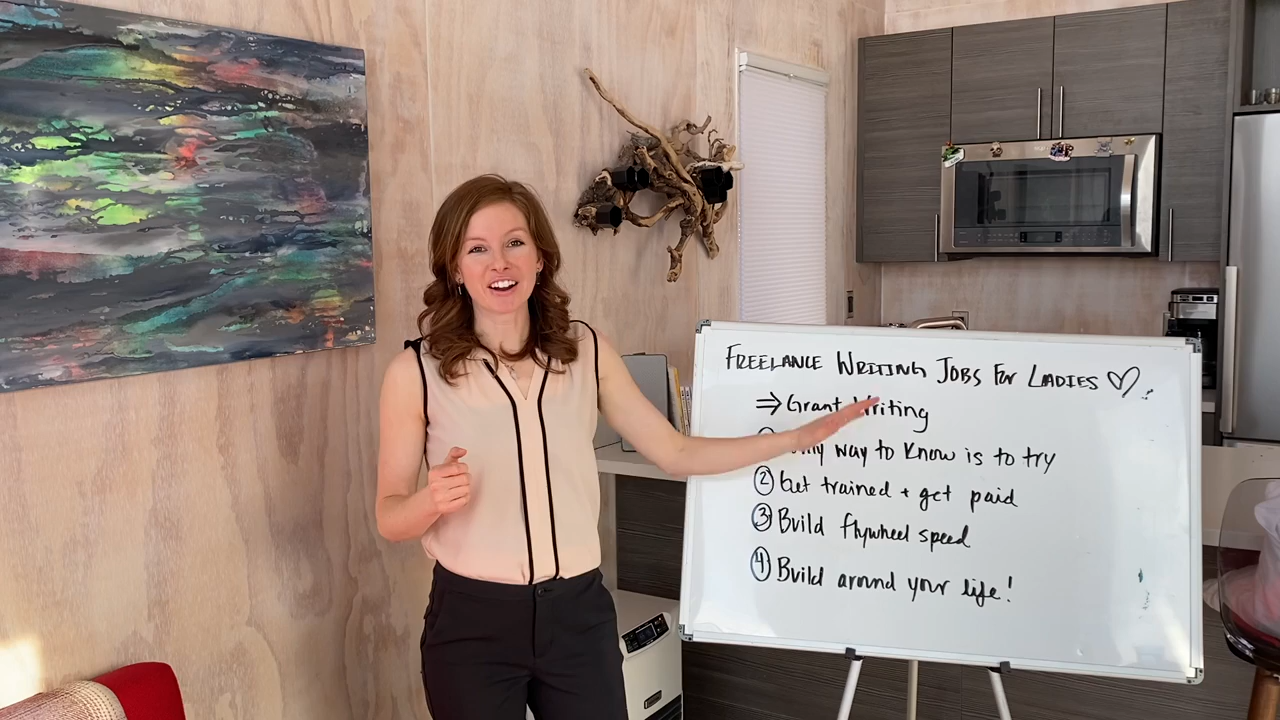 FREELANCE WRITING JOBS FOR LADIES ♡
⇒ Grant Writing
way to know is to try
② Get trained + get paid
③ Build flywheel speed
④ Build around your life!